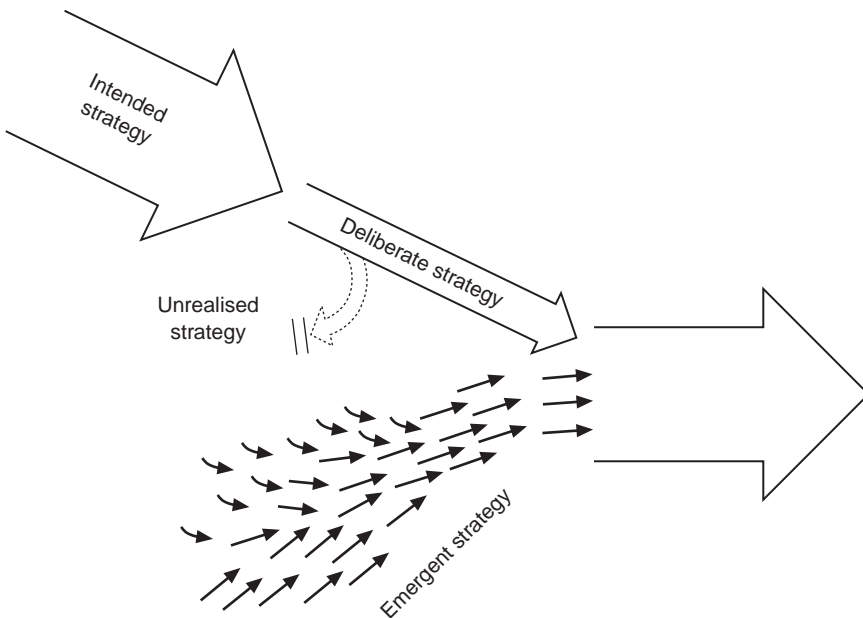 Intended
strategy
Deliberate strategy
Unrealised
strategy
Emergent strategy